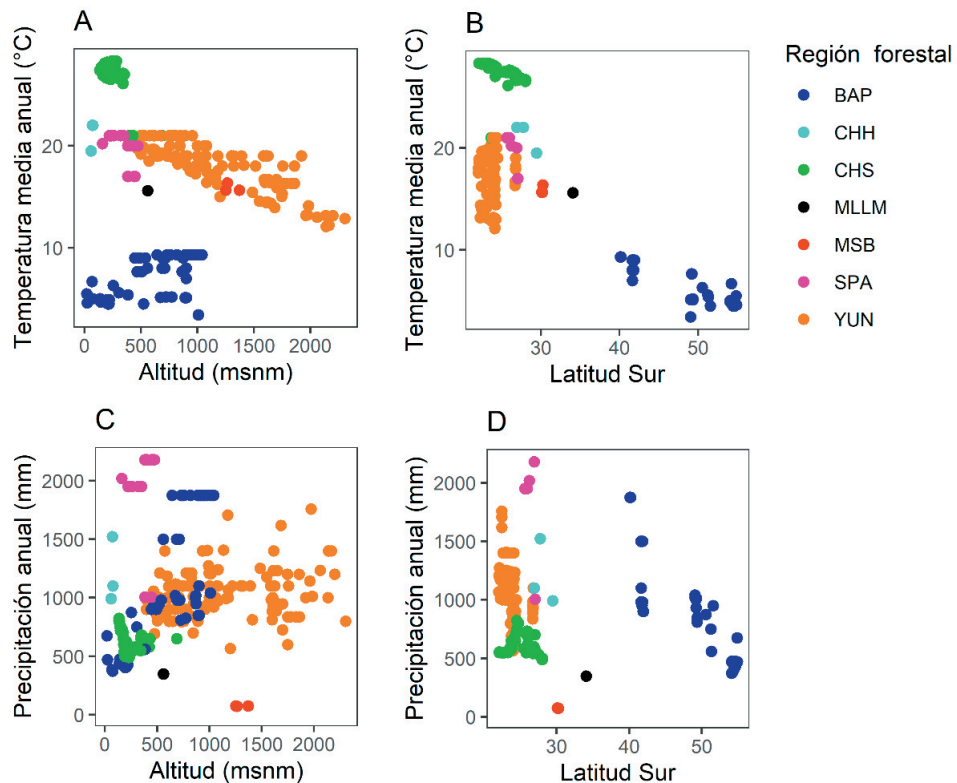 A
Temperatura media anual (°C)
20
10
0
500
1000
1500
2000
Altitud (msnm)
B
Temperatura media anual (°C)
20
10
30
40
50
Latitud Sur
Región forestal
BAP
CHH
CHS
MLLM
MSB
SPA
YUN
C
Precipitación anual (mm)
2000
1500
1000
500
0
0
500
1000
1500
2000
Altitud (msnm)
D
Precipitación anual (mm)
2000
1500
1000
500
0
30
40
50
Latitud Sur